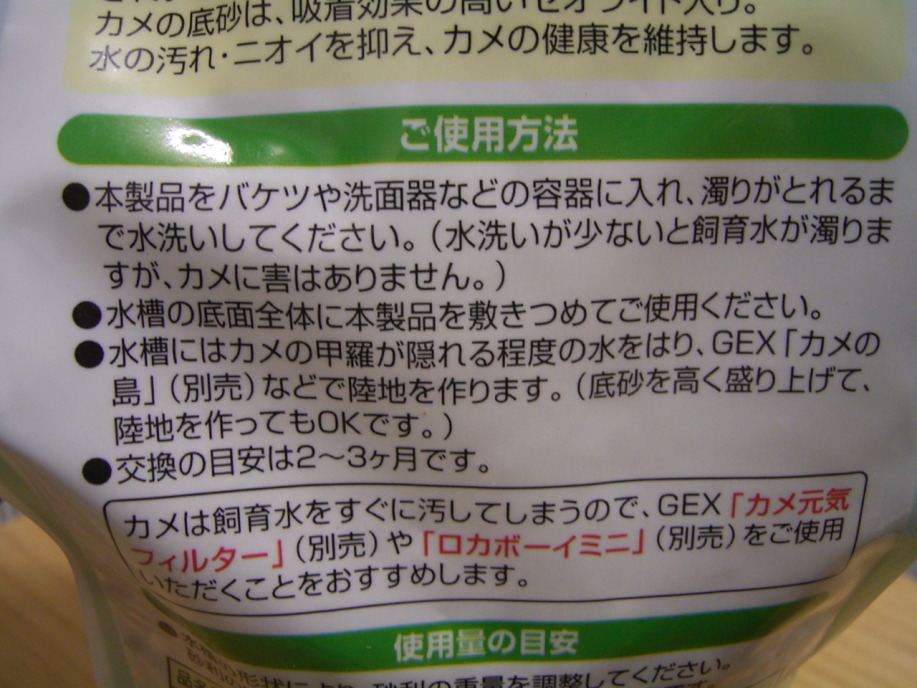 カメの底砂は、吸着効果の高いゼオライト入り。
水の汚れ・ニオイを抑え、カメの健康を維持します。
ご使用方法
●本製品をバケツや洗面器などの容器に入れ、濁りがとれるま
で水洗いしてください。（水洗いが少ないと飼育水が濁りま
すが、カメに害はありません。）
●水槽の底面全体に本製品を敷きつめてご使用ください。
●水槽にはカメの甲羅が隠れる程度の水をはり、GEX「カメの
島」（別売）などで陸地を作ります。（底砂を高く盛り上げて、
陸地を作ってもOKです。）
●交換の目安は2〜3ヶ月です。
カメは飼育水をすぐに汚してしまうので、GEX「カメ元気
フィルター」（別売）や「ロカボーイミニ」（別売）をご使用
いただくことをおすすめします。
使用量の目安
●水槽の形状により、砂利の重量を調整してください。